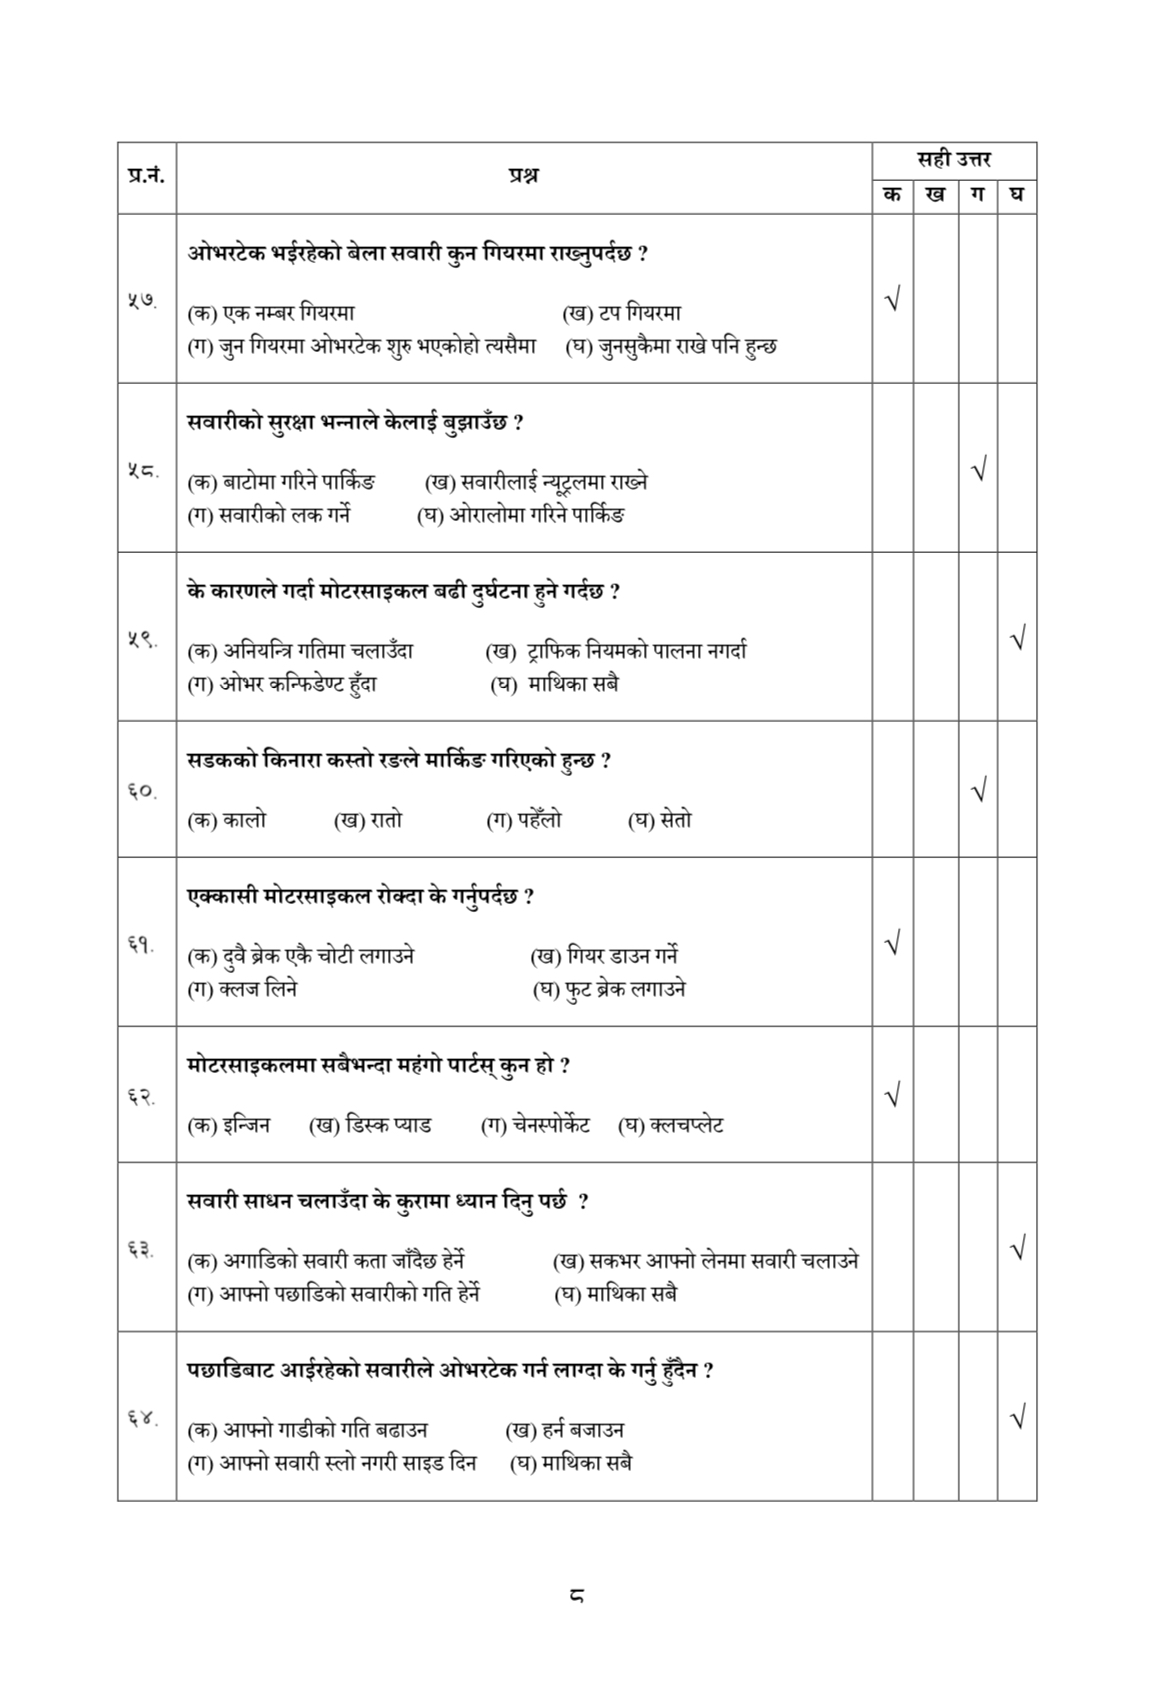 प्र.नं. प्रश्न सही उत्तर
क ख ग घ
ओभरटेक भईरहेको बेला सवारी कुन गियरमा राख्नुपर्दछ ?
५७. √
(क) एक नम्बर गियरमा (ख) टप गियरमा
(ग) जुन गियरमा ओभरटेक शुरु भएकोहो त्यसैमा (घ) जुनसुकैमा राखे पनि हुन्छ
सवारीको सुरक्षा भन्नाले केलाई बुझाउँछ ?
५८. √
(क) बाटोमा गरिने पार्किङ (ख) सवारीलाई न्यूट्रलमा राख्ने
(ग) सवारीको लक गर्ने (घ) ओरालोमा गरिने पार्किङ
के कारणले गर्दा मोटरसाइकल बढी दुर्घटना हुने गर्दछ ?
५९. √
(क) अनियन्त्रि गतिमा चलाउँदा (ख) ट्राफिक नियमको पालना नगर्दा
(ग) ओभर कन्फिडेण्ट हुँदा (घ) माथिका सबै
सडकको किनारा कस्तो रङले मार्किङ गरिएको हुन्छ ?
६०. √
(क) कालो (ख) रातो (ग) पहेँलो (घ) सेतो
एक्कासी मोटरसाइकल रोक्दा के गर्नुपर्दछ ?
६१. √
(क) दुवै ब्रेक एकै चोटी लगाउने (ख) गियर डाउन गर्ने
(ग) क्लज लिने (घ) फुट ब्रेक लगाउने
मोटरसाइकलमा सबैभन्दा महंगो पार्टस् कुन हो ?
६२. √
(क) इन्जिन (ख) डिस्क प्याड (ग) चेनस्पोर्केट (घ) क्लचप्लेट
सवारी साधन चलाउँदा के कुरामा ध्यान दिनु पर्छ ?
६३. √
(क) अगाडिको सवारी कता जाँदैछ हेर्ने (ख) सकभर आफ्नो लेनमा सवारी चलाउने
(ग) आफ्नो पछाडिको सवारीको गति हेर्ने (घ) माथिका सबै
पछाडिबाट आईरहेको सवारीले ओभरटेक गर्न लाग्दा के गर्नु हुँदैन ?
६४. √
(क) आफ्नो गाडीको गति बढाउन (ख) हर्न बजाउन
(ग) आफ्नो सवारी स्लो नगरी साइड दिन (घ) माथिका सबै
८